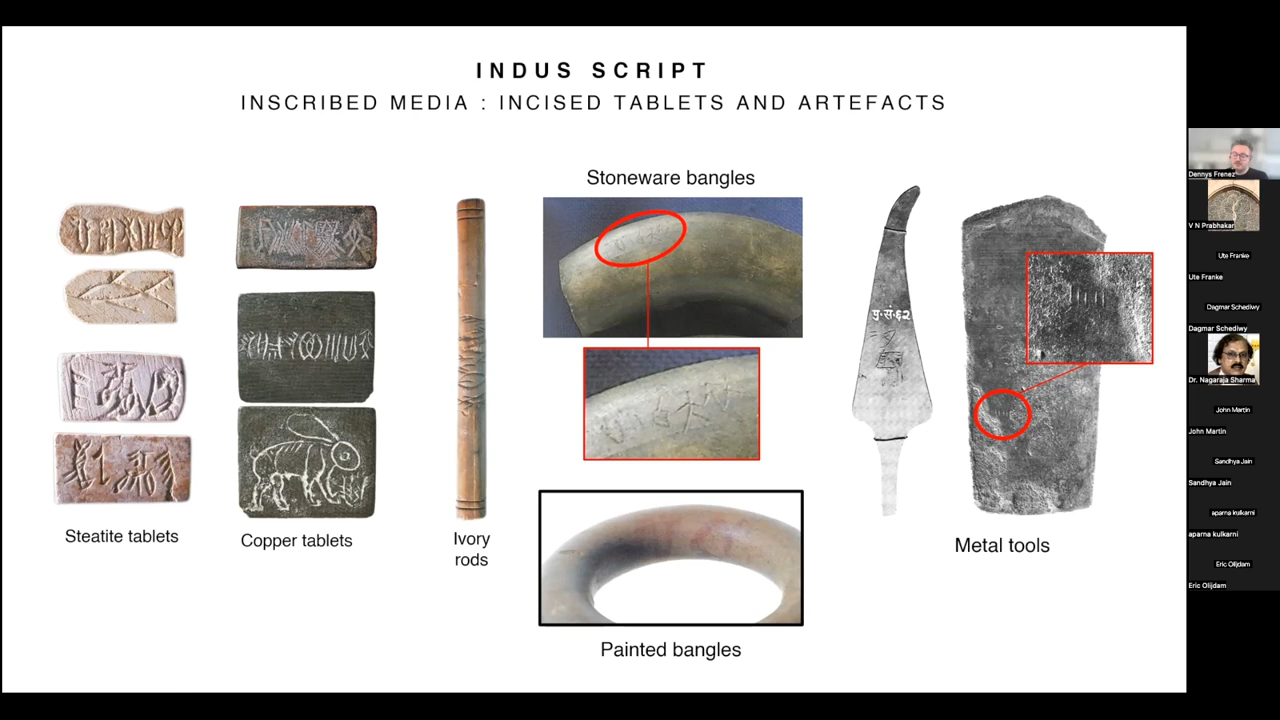 INDUS SCRIPT
INSCRIBED MEDIA : INCISED TABLETS AND ARTEFACTS
Stoneware bangles
पु·सं·६२
Steatite tablets
Copper tablets
Ivory
rods
Metal tools
Painted bangles
Dennys Frenez
V N Prabhakar
Ute Franke
Ute Franke
Dagmar Schediwy
Dagmar Schediwy
Dr. Nagaraja Sharma
John Martin
John Martin
Sandhya Jain
Sandhya Jain
aparna kulkarni
aparna kulkarni
Eric Olijdam
Eric Olijdam